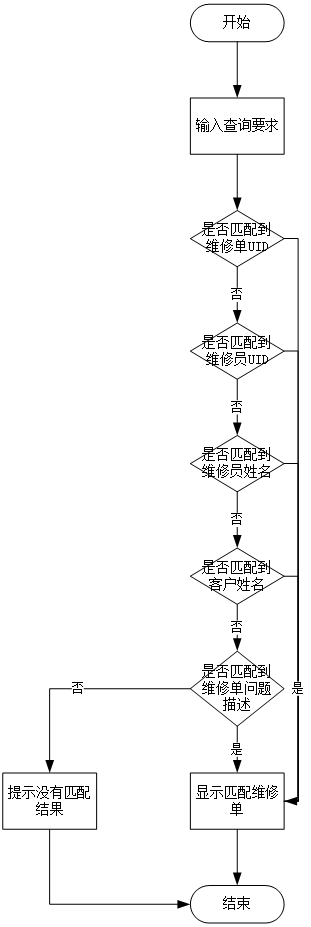 开始
输入查询要求
是否匹配到
维修单UID
否
是否匹配到
维修员UID
否
是否匹配到
维修员姓名
否
是否匹配到
客户姓名
否
是否匹配到
维修单问题
描述
否
是
是
提示没有匹配
结果
显示匹配维修
单
结束